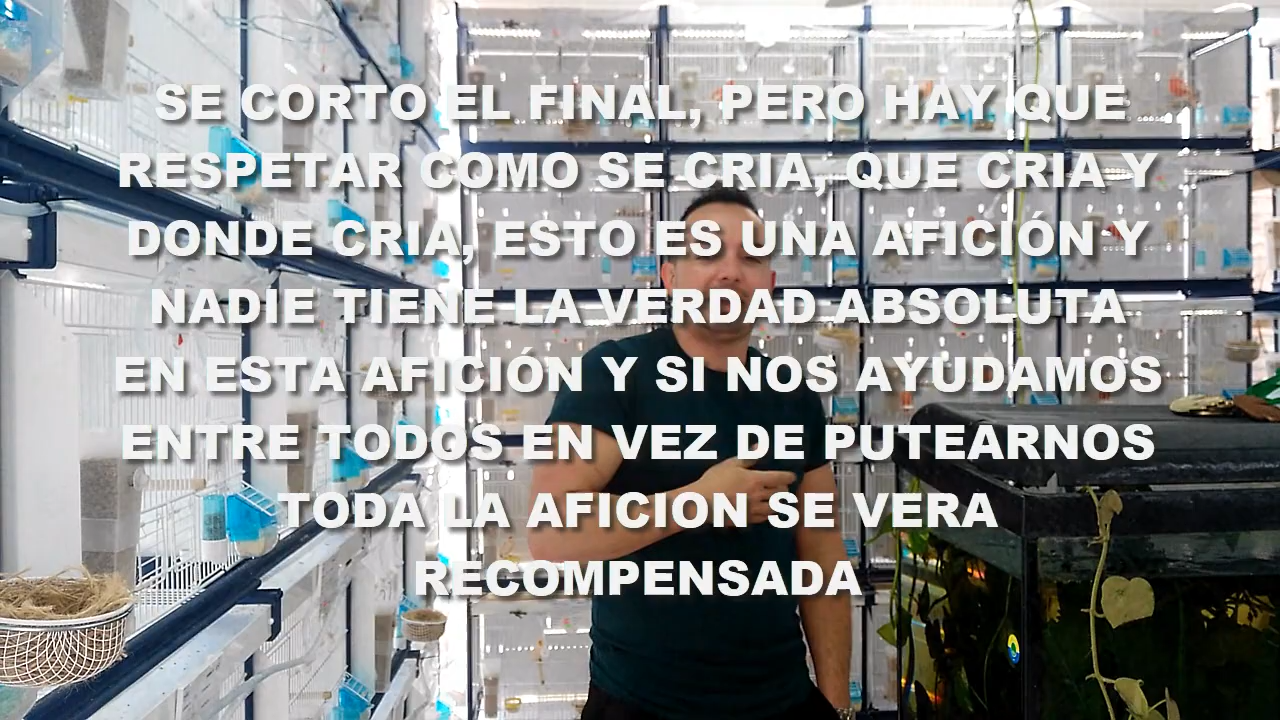 SE CORTO EL FINAL, PERO HAY QUE
RESPETAR COMO SE CRIA, QUE CRIA Y
DONDE CRIA, ESTO ES UNA AFICIÓN Y
NADIE TIENE LA VERDAD ABSOLUTA
EN ESTA AFICIÓN Y SI NOS AYUDAMOS
ENTRE TODOS EN VEZ DE PUTEARNOS
TODA LA AFICION SE VERA
RECOMPENSADA